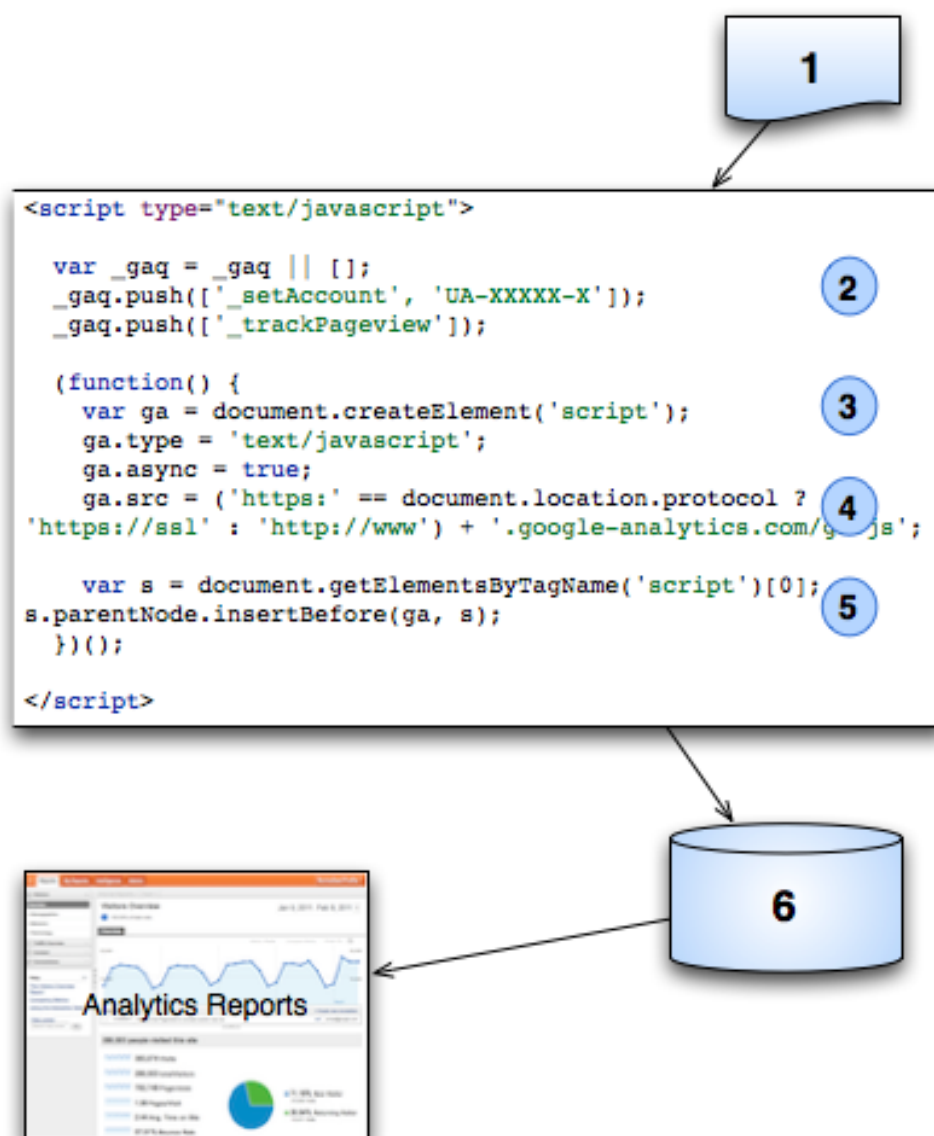 1
<script type="text/javascript">
var _gaq = _gaq || [];
_gaq.push(['_setAccount', 'UA-XXXXX-X']);
_gaq.push(['_trackPageview']);
2
(function() {
var ga = document.createElement('script');
ga.type = 'text/javascript';
ga.async = true;
3
ga.src = ('https:' == document.location.protocol ?
'https://ssl' : 'http://www') + '.google-analytics.com/g js';
4
var s = document.getElementsByTagName('script')[0];
s.parentNode.insertBefore(ga, s);
5
})();
</script>
6
Visitors Overview
Analytics Reports